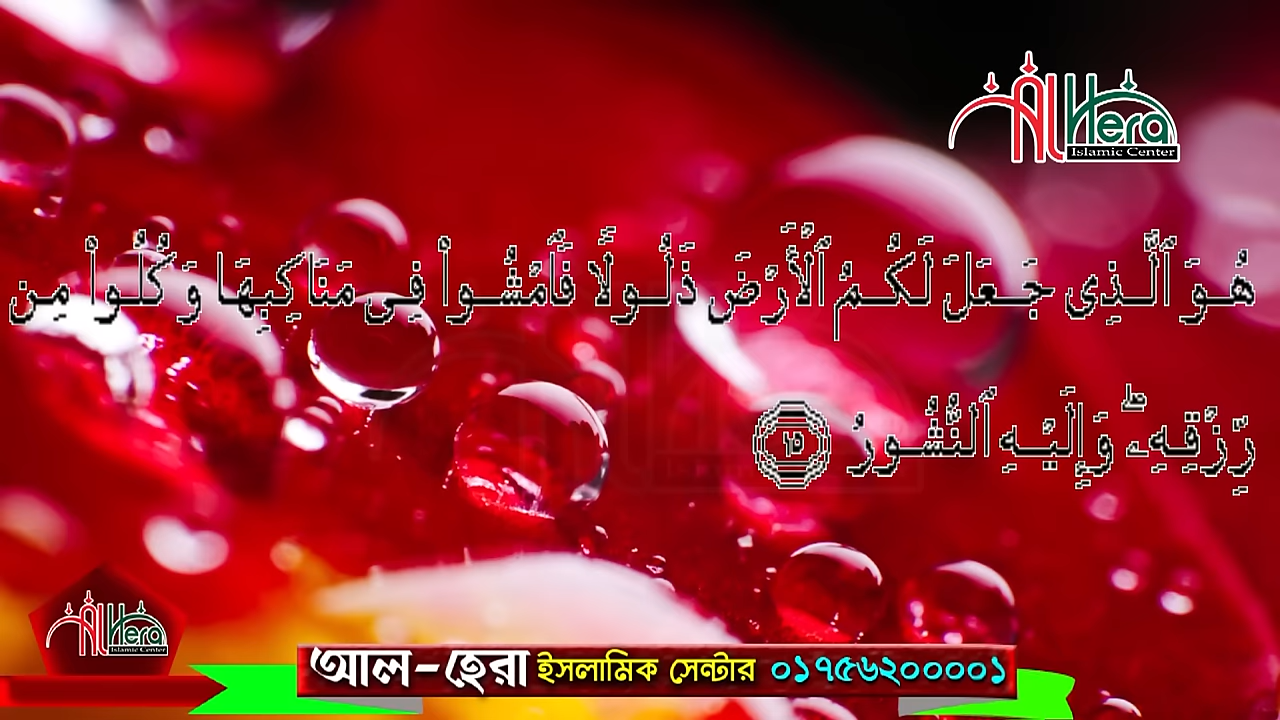 AlHera
Islamic Center
هُوَ ٱلَّذِى جَعَلَ لَكُمُ ٱلْأَرْضَ ذَلُولًا فَٱمْشُوا۟ فِى مَنَاكِبِهَا وَكُلُوا۟ مِن
رِّزْقِهِۦ ۖ وَإِلَيْهِ ٱلنُّشُورُ ١٥
AlHera
Islamic Center
আল-হেরা ইসলামিক সেন্টার ০১৭৫৬২০০০০১